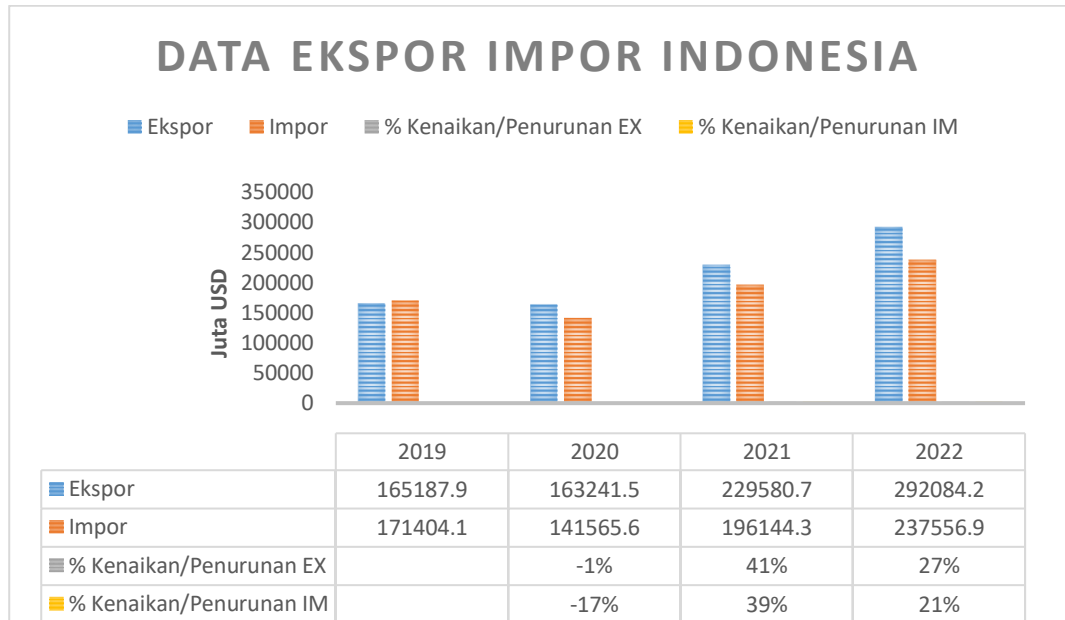 DATA EKSPOR IMPOR INDONESIA
Ekspor Impor % Kenaikan/Penurunan EX % Kenaikan/Penurunan IM
Juta USD
350000
300000
250000
200000
150000
100000
50000
0
2019 2020 2021 2022
Ekspor 165187.9 163241.5 229580.7 292084.2
Impor 171404.1 141565.6 196144.3 237556.9
% Kenaikan/Penurunan EX -1% 41% 27%
% Kenaikan/Penurunan IM -17% 39% 21%